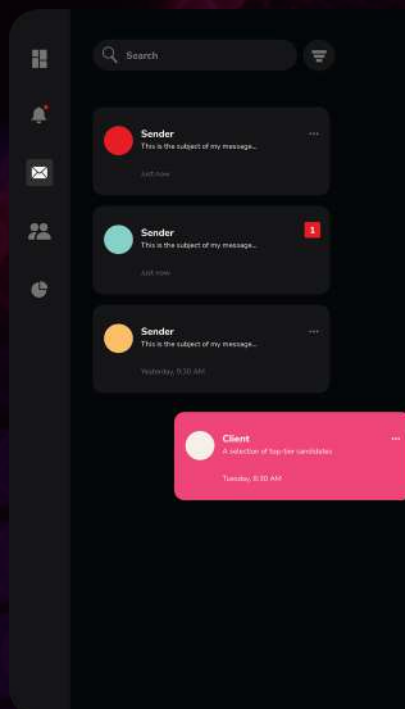 Search
Sender
This is the subject of my message...
Just now
Sender
1
This is the subject of my message...
Just now
Sender
This is the subject of my message...
Yesterday, 9:30 AM
Client
A selection of top-tier candidates
Tuesday, 8:30 AM